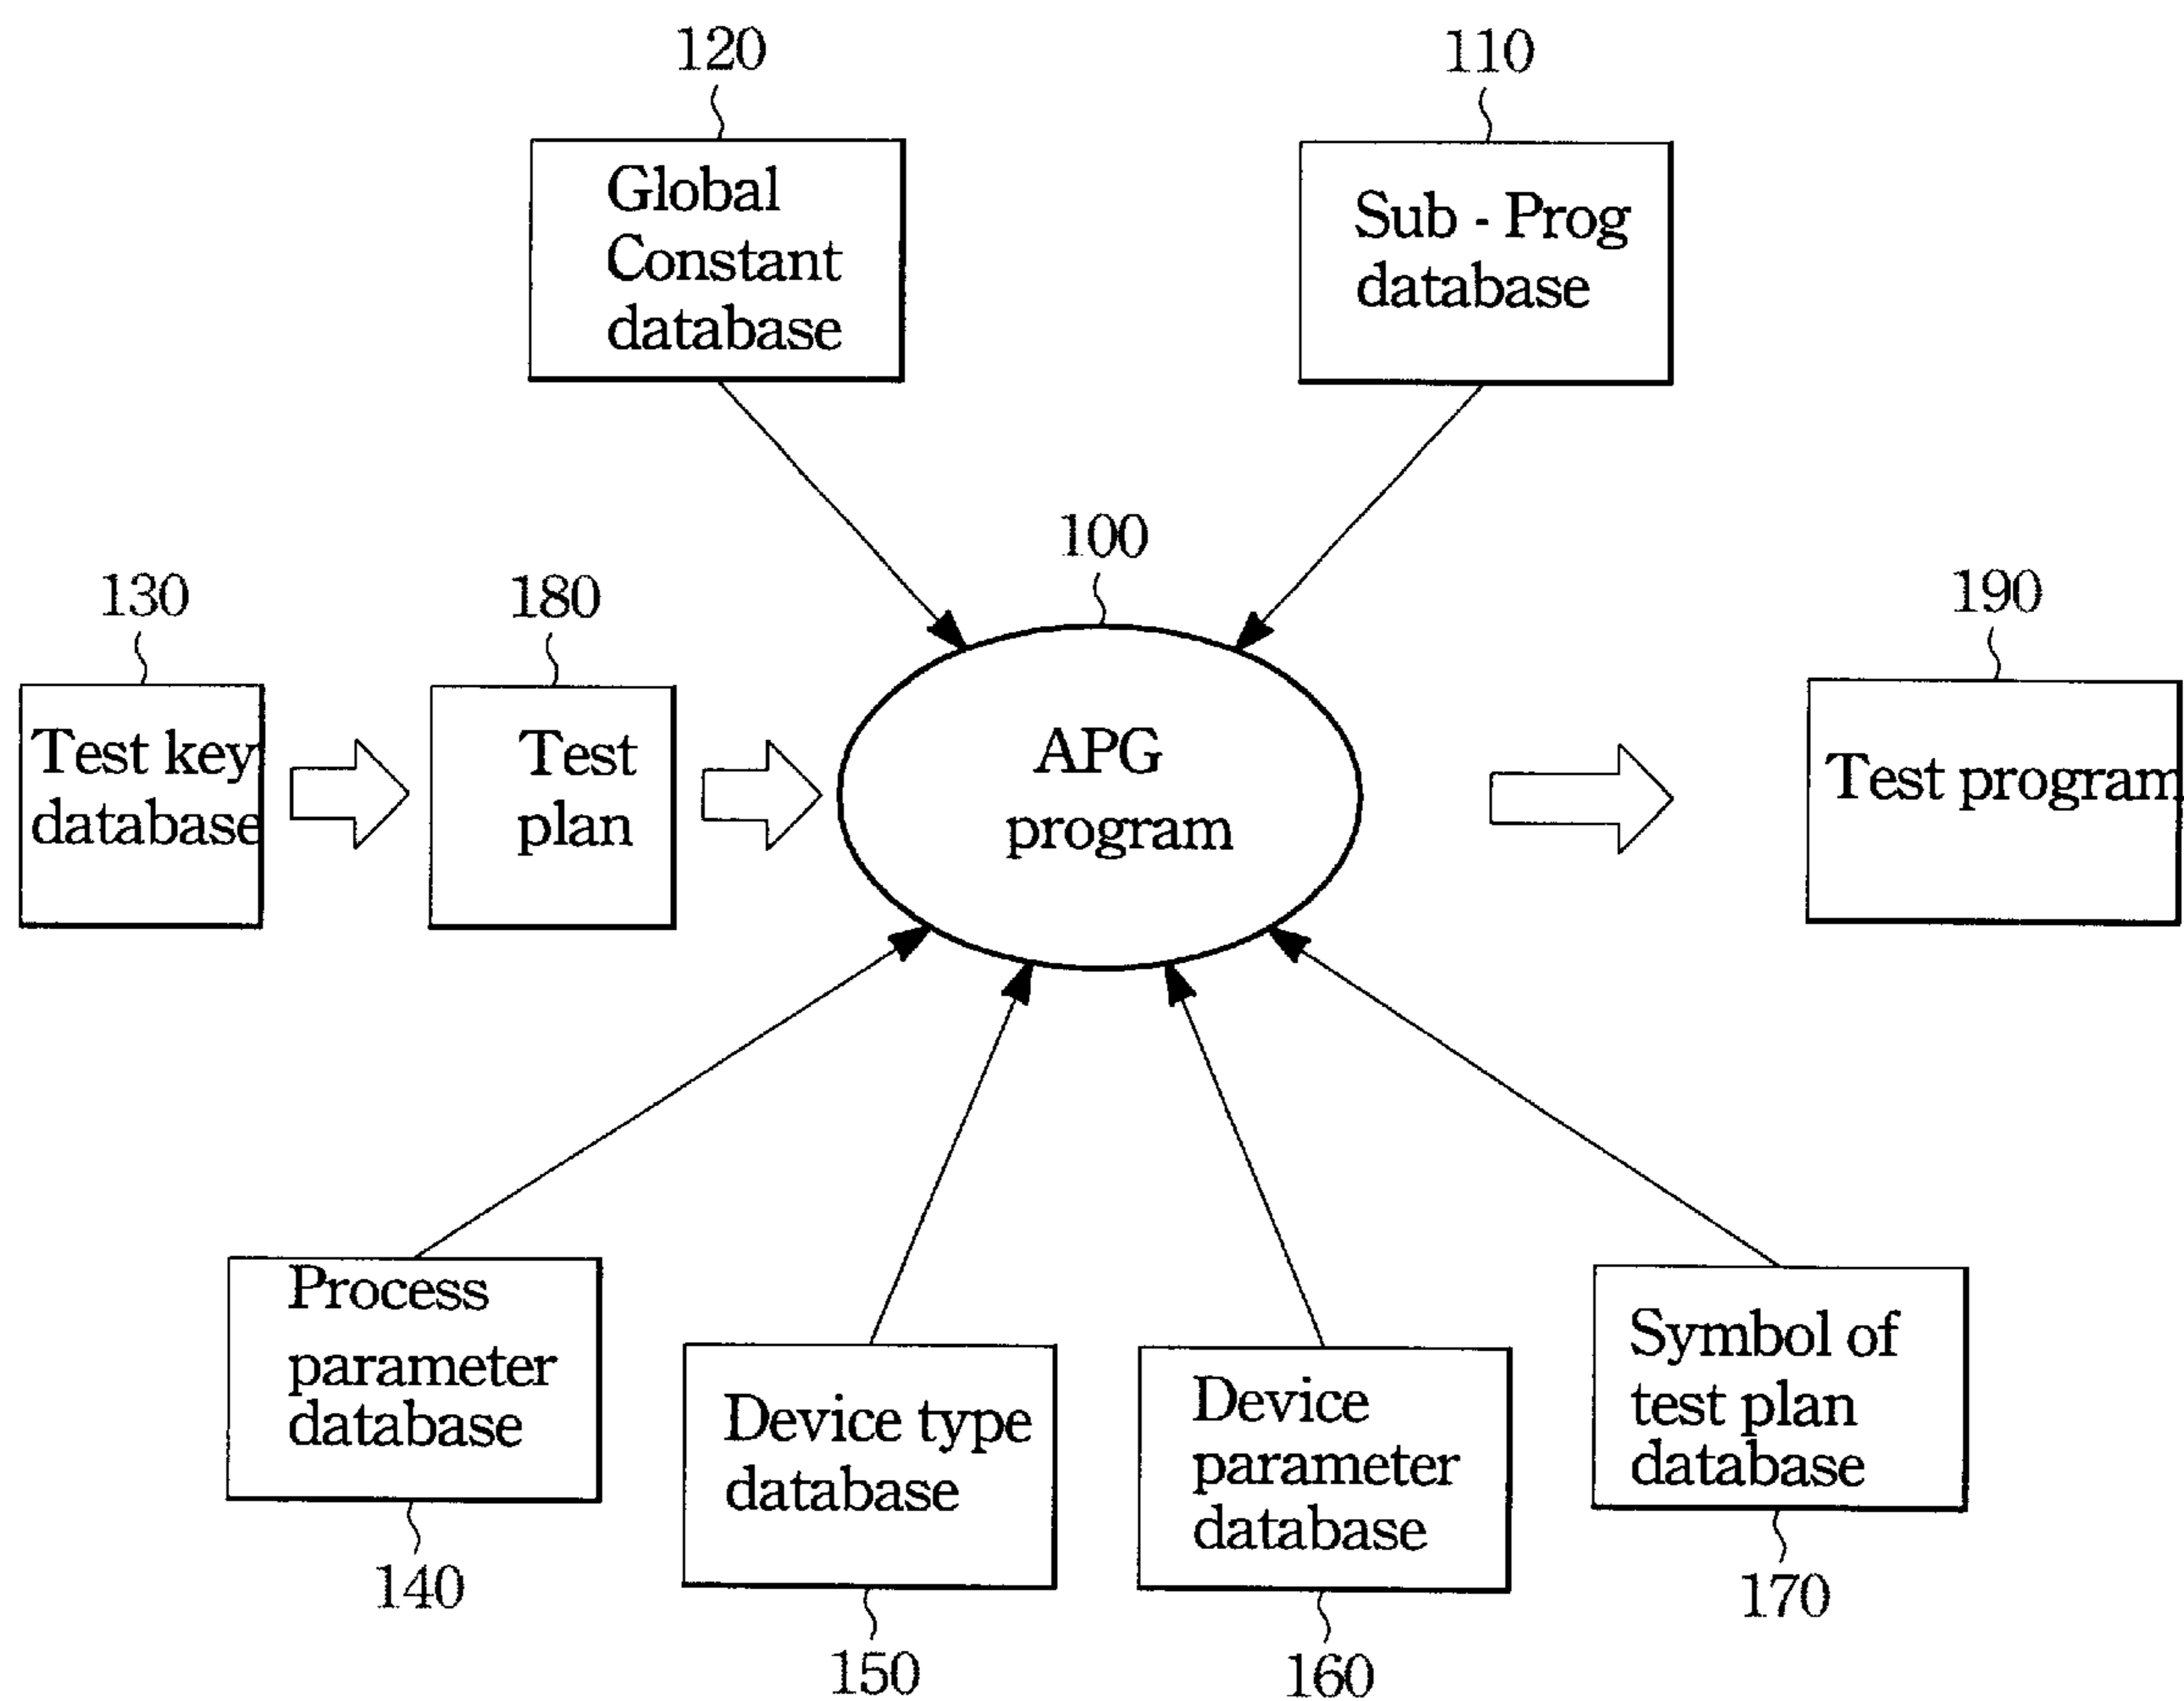 120
110
Global
Constant
database
Sub - Prog
database
100
130
180
190
Test key
database
Test
plan
APG
program
Test program
Process
parameter
database
Device type
database
Device
parameter
database
Symbol of
test plan
database
140
150
160
170